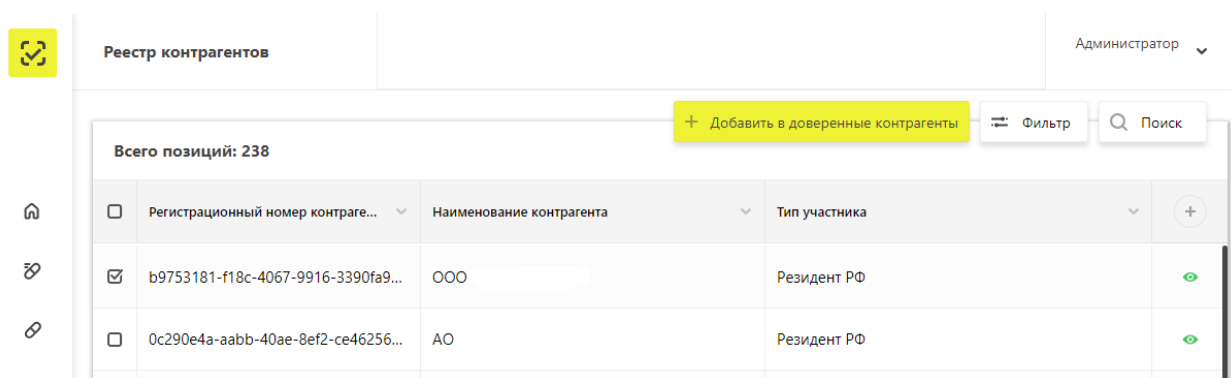 Реестр контрагентов
Администратор
+ Добавить в доверенные контрагенты
Фильтр
Поиск
Всего позиций: 238
Регистрационный номер контраге...
Наименование контрагента
Тип участника
b9753181-f18c-4067-9916-3390fa9...
ООО
Резидент РФ
0c290e4a-aabb-40ae-8ef2-ce46256...
АО
Резидент РФ